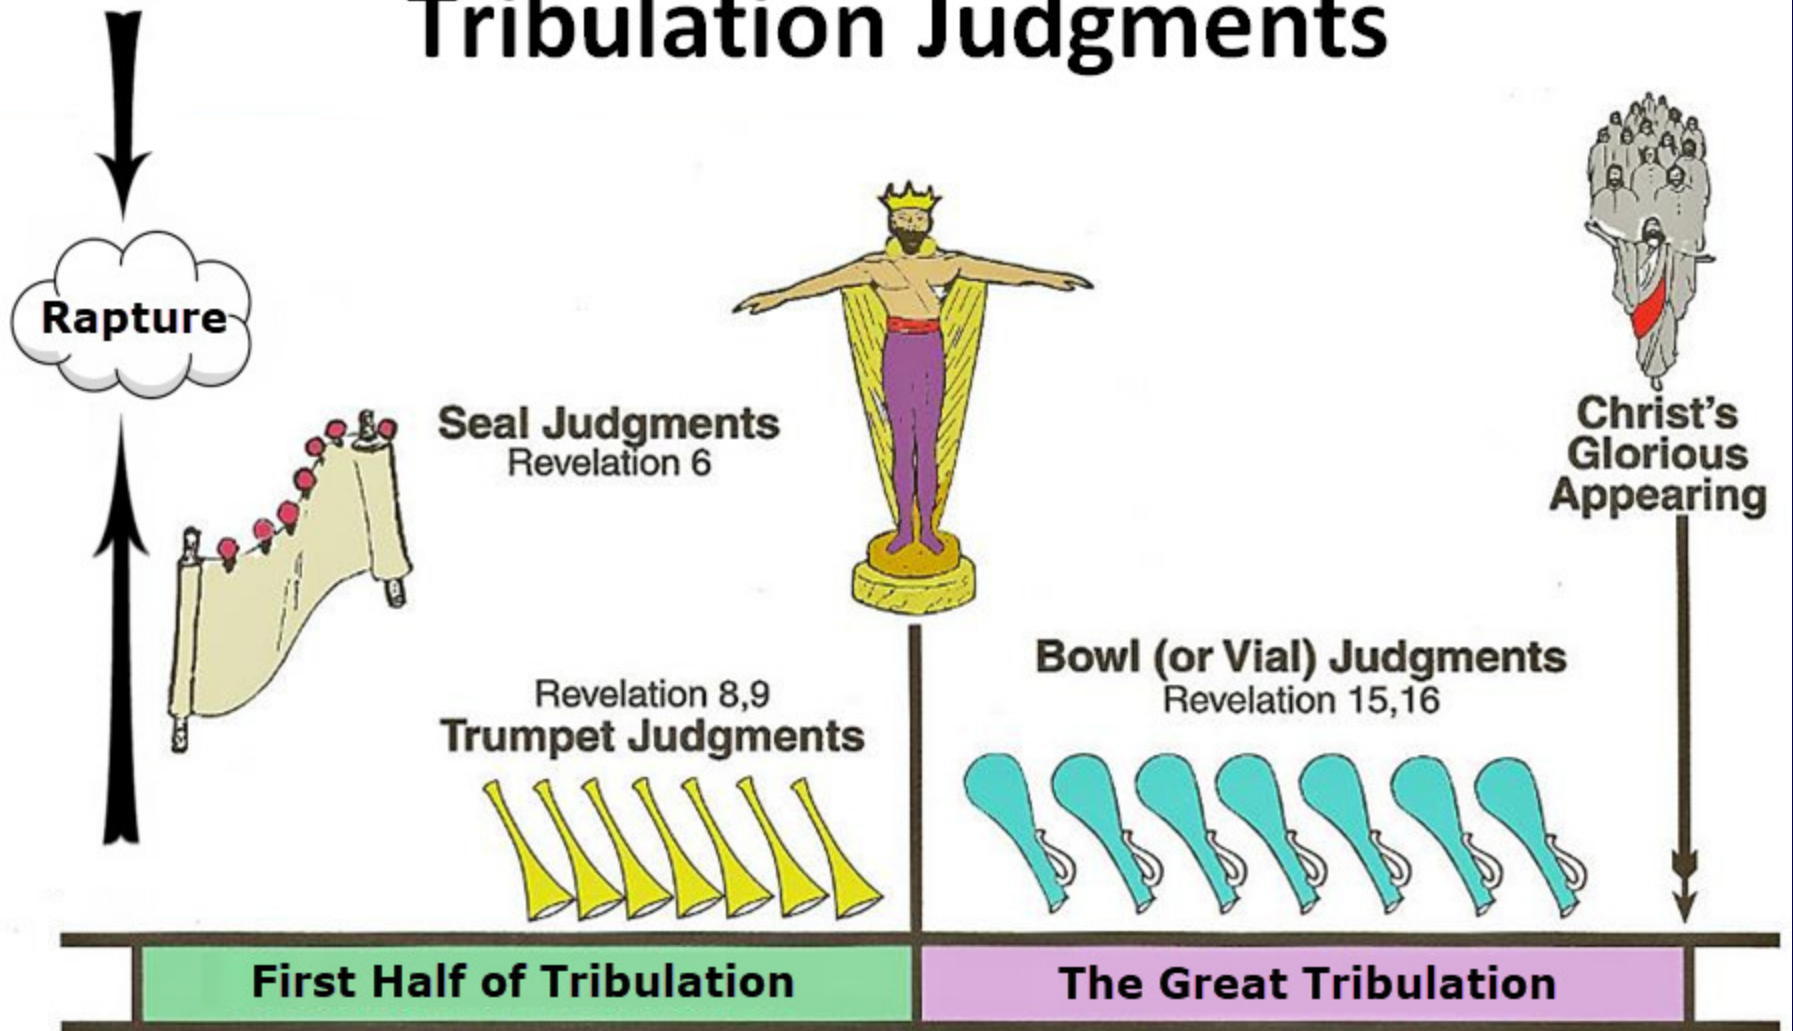 Tribulation Judgments
Rapture
Seal Judgments
Revelation 6
Christ's
Glorious
Appearing
Revelation 8,9
Trumpet Judgments
Bowl (or Vial) Judgments
Revelation 15,16
First Half of Tribulation
The Great Tribulation